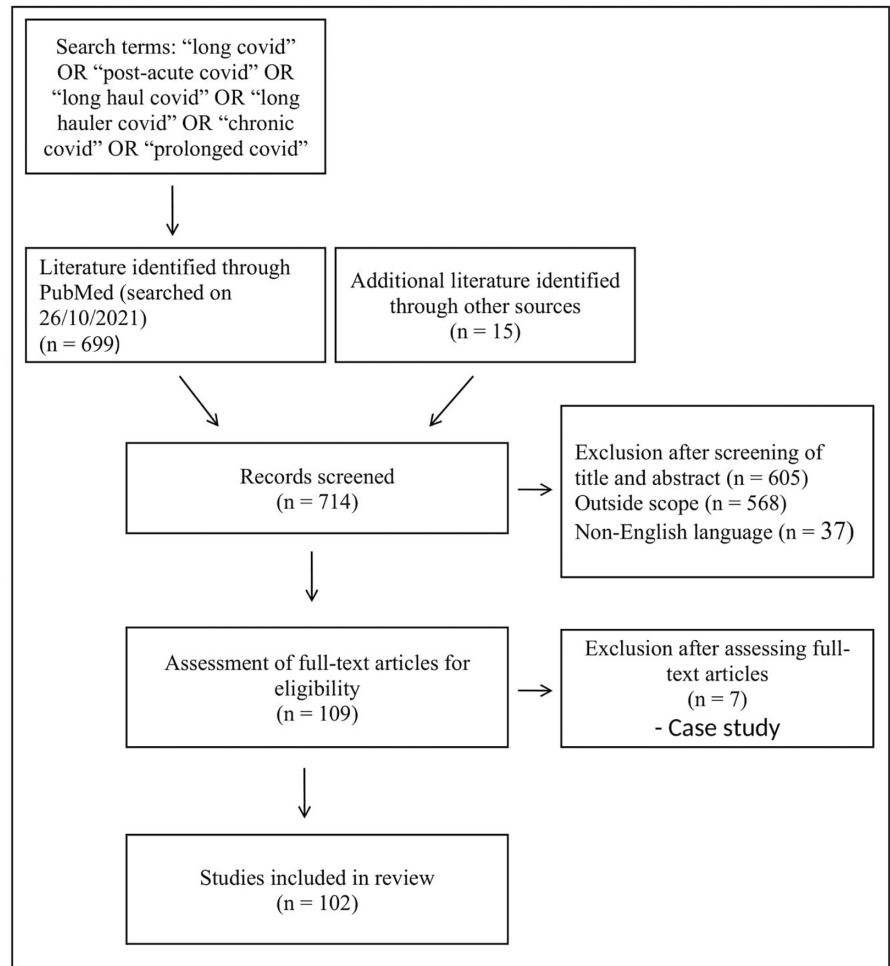 Search terms: “long covid”
OR “post-acute covid” OR
“long haul covid” OR “long
hauler covid” OR “chronic
covid” OR “prolonged covid”
Literature identified through
PubMed (searched on
26/10/2021)
(n = 699)
Additional literature identified
through other sources
(n = 15)
Records screened
(n = 714)
Exclusion after screening of
title and abstract (n = 605)
Outside scope (n = 568)
Non-English language (n = 37)
Assessment of full-text articles for
eligibility
(n = 109)
Exclusion after assessing full-
text articles
(n = 7)
- Case study
Studies included in review
(n = 102)